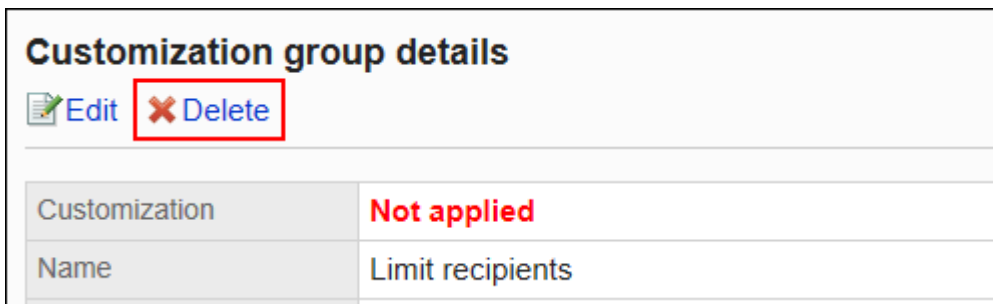 Customization group details
Edit Delete
Customization Not applied
Name Limit recipients